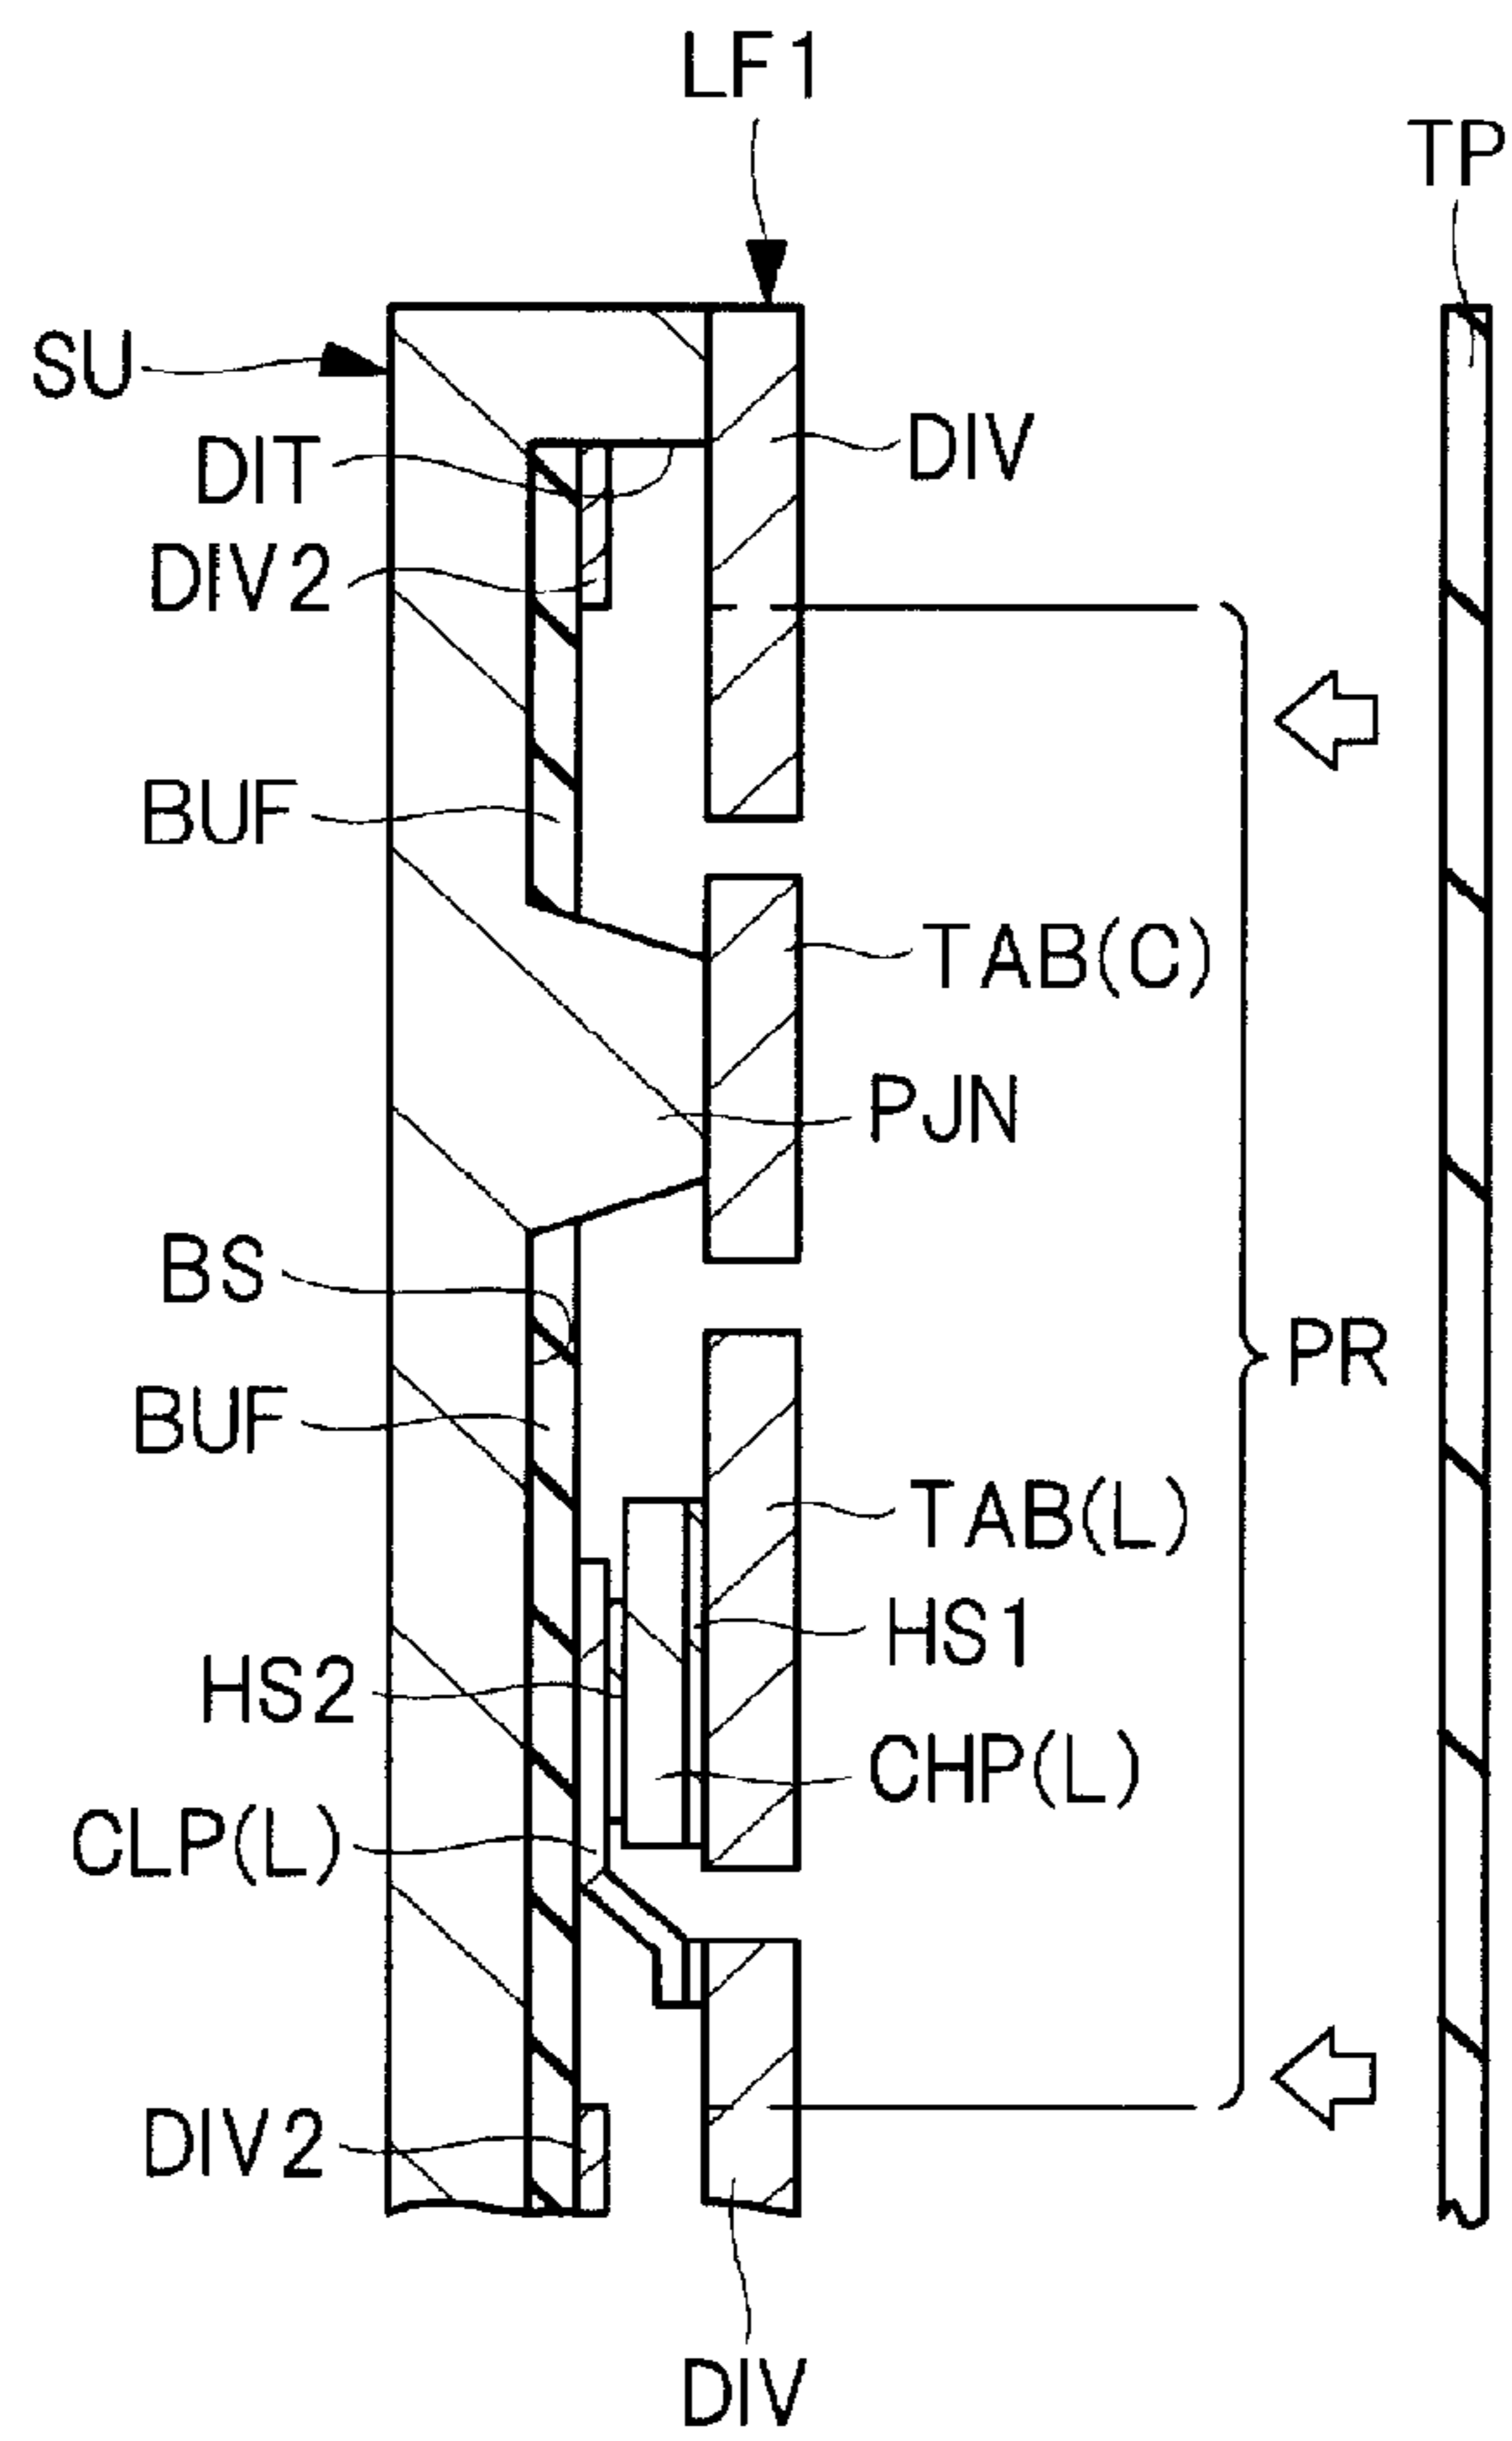 LF1
TP
SU
DIT
DIV
DIV2
BUF
TAB(C)
PJN
BS
PR
BUF
TAB(L)
HS1
HS2
CHP(L)
CLP(L)
DIV2
DIV